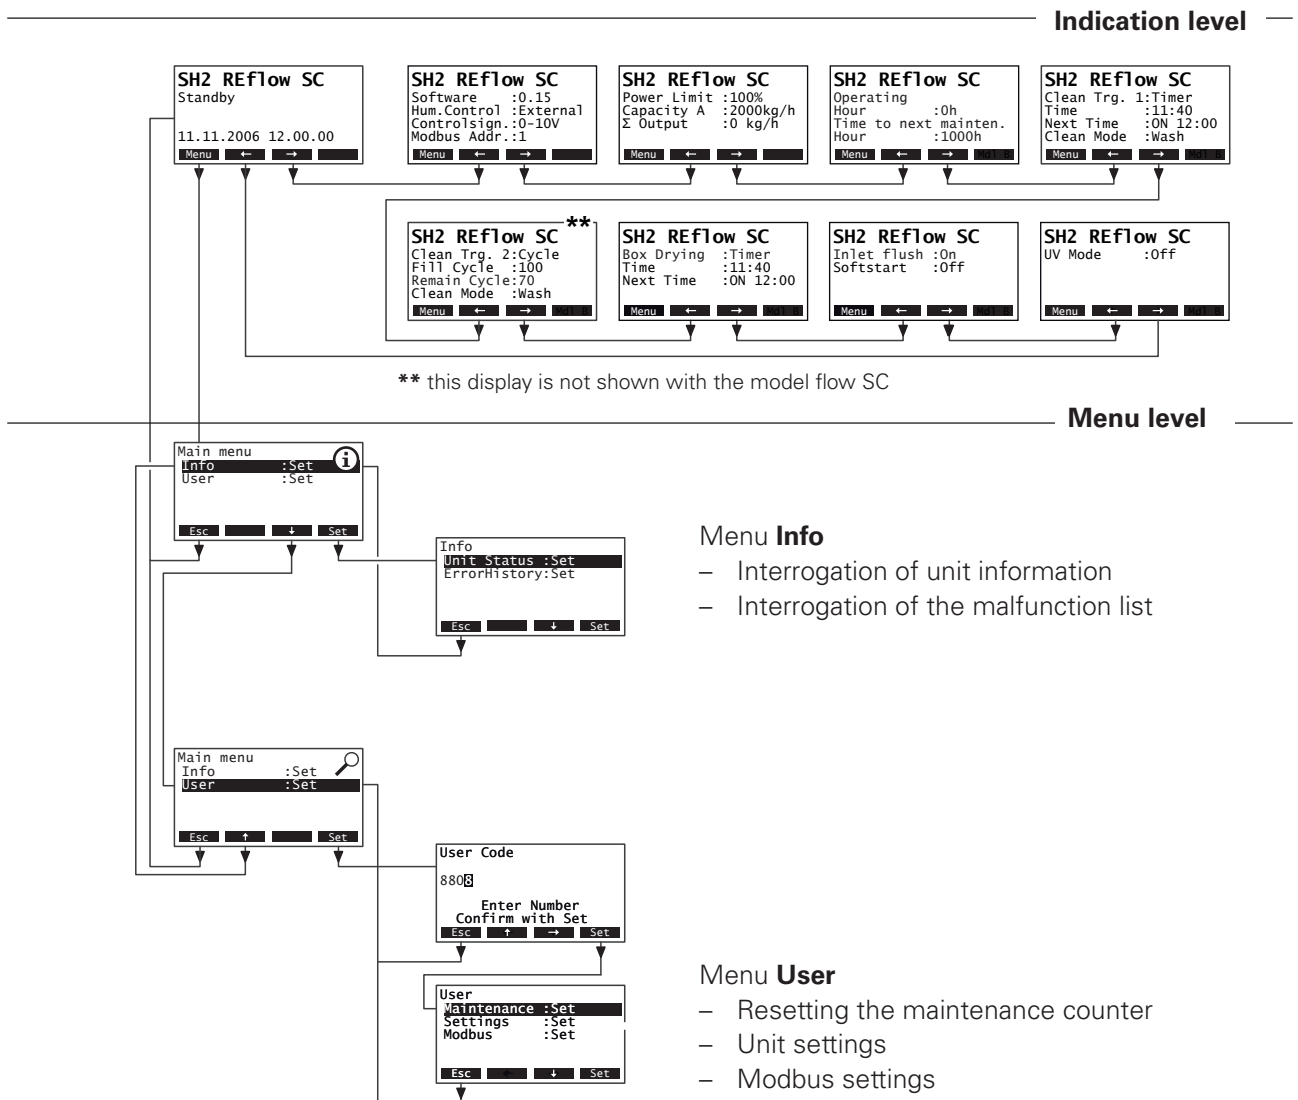 Indication level
SH2 REflow SC
Standby
11.11.2006 12.00.00
Menu ← →
SH2 REflow SC
Software :0.15
Hum.Control :External
Controlsign.:0-10V
Modbus Addr.:1
Menu ← →
SH2 REflow SC
Power Limit :100%
Capacity A :2000kg/h
Σ Output :0 kg/h
Menu ← →
SH2 REflow SC
Operating
Hour :0h
Time to next mainten.
Hour :1000h
Menu ← → Mdl B
SH2 REflow SC
Clean Trg. 1:Timer
Time :11:40
Next Time :ON 12:00
Clean Mode :Wash
Menu ← → Mdl B
**
SH2 REflow SC
Clean Trg. 2:Cycle
Fill Cycle :100
Remain Cycle:70
Clean Mode :Wash
Menu ← → Mdl B
SH2 REflow SC
Box Drying :Timer
Time :11:40
Next Time :ON 12:00
Menu ← → Mdl B
SH2 REflow SC
Inlet flush :On
Softstart :Off
Menu ← → Mdl B
SH2 REflow SC
UV Mode :Off
Menu ← → Mdl B
** this display is not shown with the model flow SC
Menu level
Main menu
Info :Set
User :Set
Esc ↓ Set
Info
Unit Status :Set
ErrorHistory:Set
Esc ↓ Set
Menu Info
– Interrogation of unit information
– Interrogation of the malfunction list
Main menu
Info :Set
User :Set
Esc ↑ Set
User Code
8808
Enter Number
Confirm with Set
Esc ↑ → Set
User
Maintenance :Set
Settings :Set
Modbus :Set
Esc ← ↓ Set
Menu User
– Resetting the maintenance counter
– Unit settings
– Modbus settings